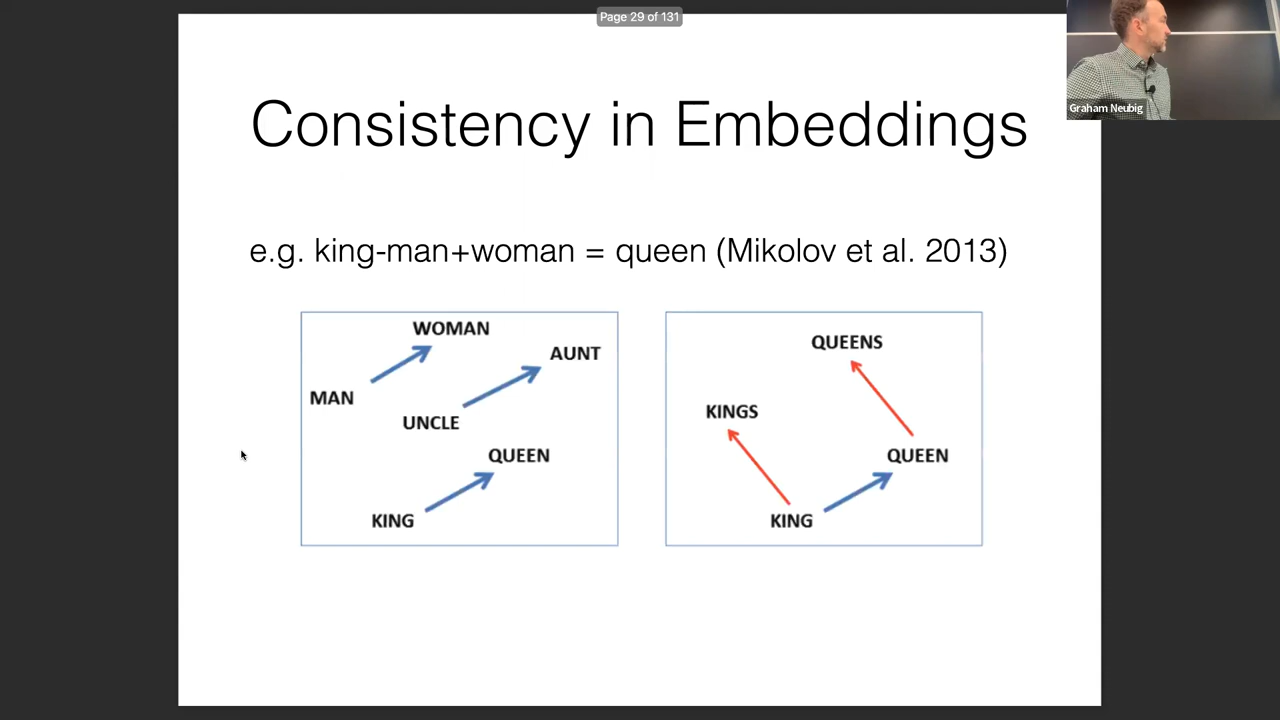 Page 29 of 131
Graham Neubig
Consistency in Embeddings
e.g. king-man+woman = queen (Mikolov et al. 2013)
WOMAN
AUNT
MAN
UNCLE
QUEEN
KING
QUEENS
KINGS
QUEEN
KING